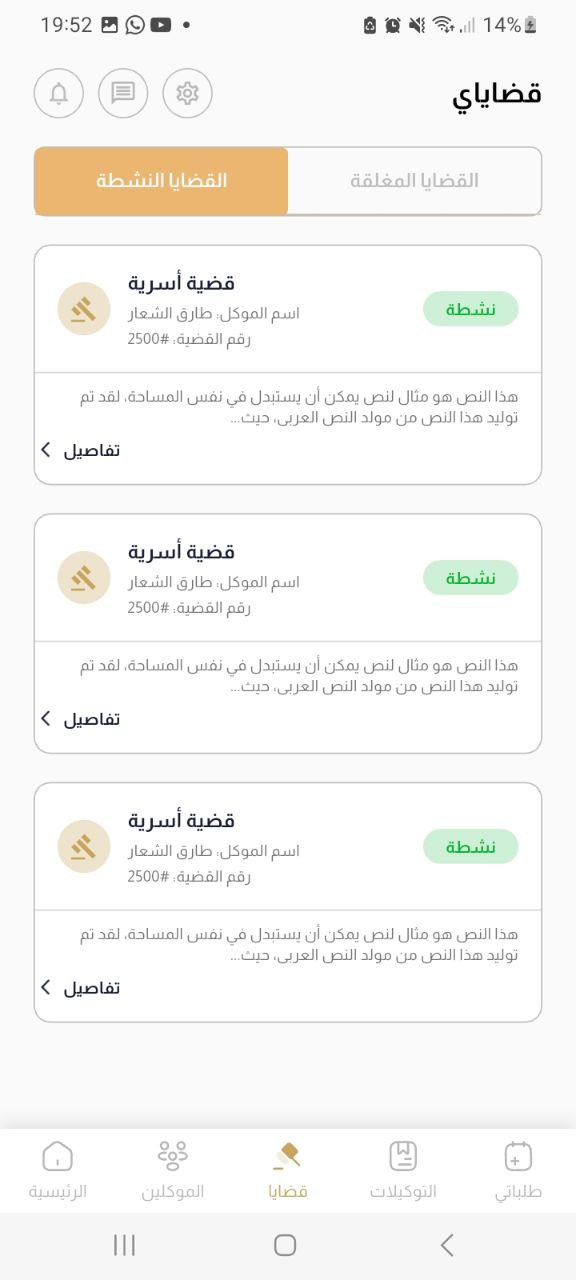 19:52
14%
قضاياي
القضايا النشطة
القضايا المغلقة
قضية أسرية
اسم الموكل: طارق الشعار
رقم القضية: #2500
نشطة
هذا النص هو مثال لنص يمكن أن يستبدل في نفس المساحة، لقد تم
توليد هذا النص من مولد النص العربى، حيث...
تفاصيل
قضية أسرية
اسم الموكل: طارق الشعار
رقم القضية: #2500
نشطة
هذا النص هو مثال لنص يمكن أن يستبدل في نفس المساحة، لقد تم
توليد هذا النص من مولد النص العربى، حيث...
تفاصيل
قضية أسرية
اسم الموكل: طارق الشعار
رقم القضية: #2500
نشطة
هذا النص هو مثال لنص يمكن أن يستبدل في نفس المساحة، لقد تم
توليد هذا النص من مولد النص العربى، حيث...
تفاصيل
طلباتي
التوكيلات
قضايا
الموكلين
الرئيسية